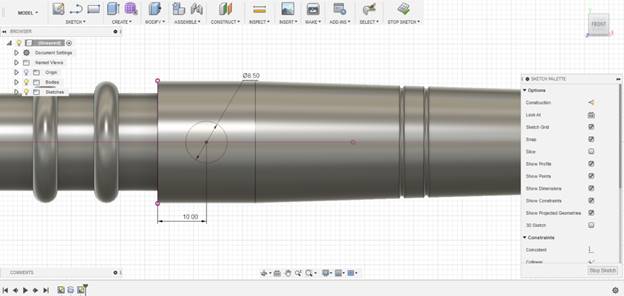 MODEL
SKETCH
CREATE
MODIFY
ASSEMBLE
CONSTRUCT
INSPECT
INSERT
MAKE
ADD-INS
SELECT
STOP SKETCH
BROWSER
(Unsaved)
Document Settings
Named Views
Origin
Bodies
Sketches
FRONT
Ø8.50
10.00
SKETCH PALETTE
Options
Construction
Look At
Sketch Grid
Snap
Slice
Show Profile
Show Points
Show Dimensions
Show Constraints
Show Projected Geometries
3D Sketch
Constraints
Coincident
Collinear
Stop Sketch
COMMENTS